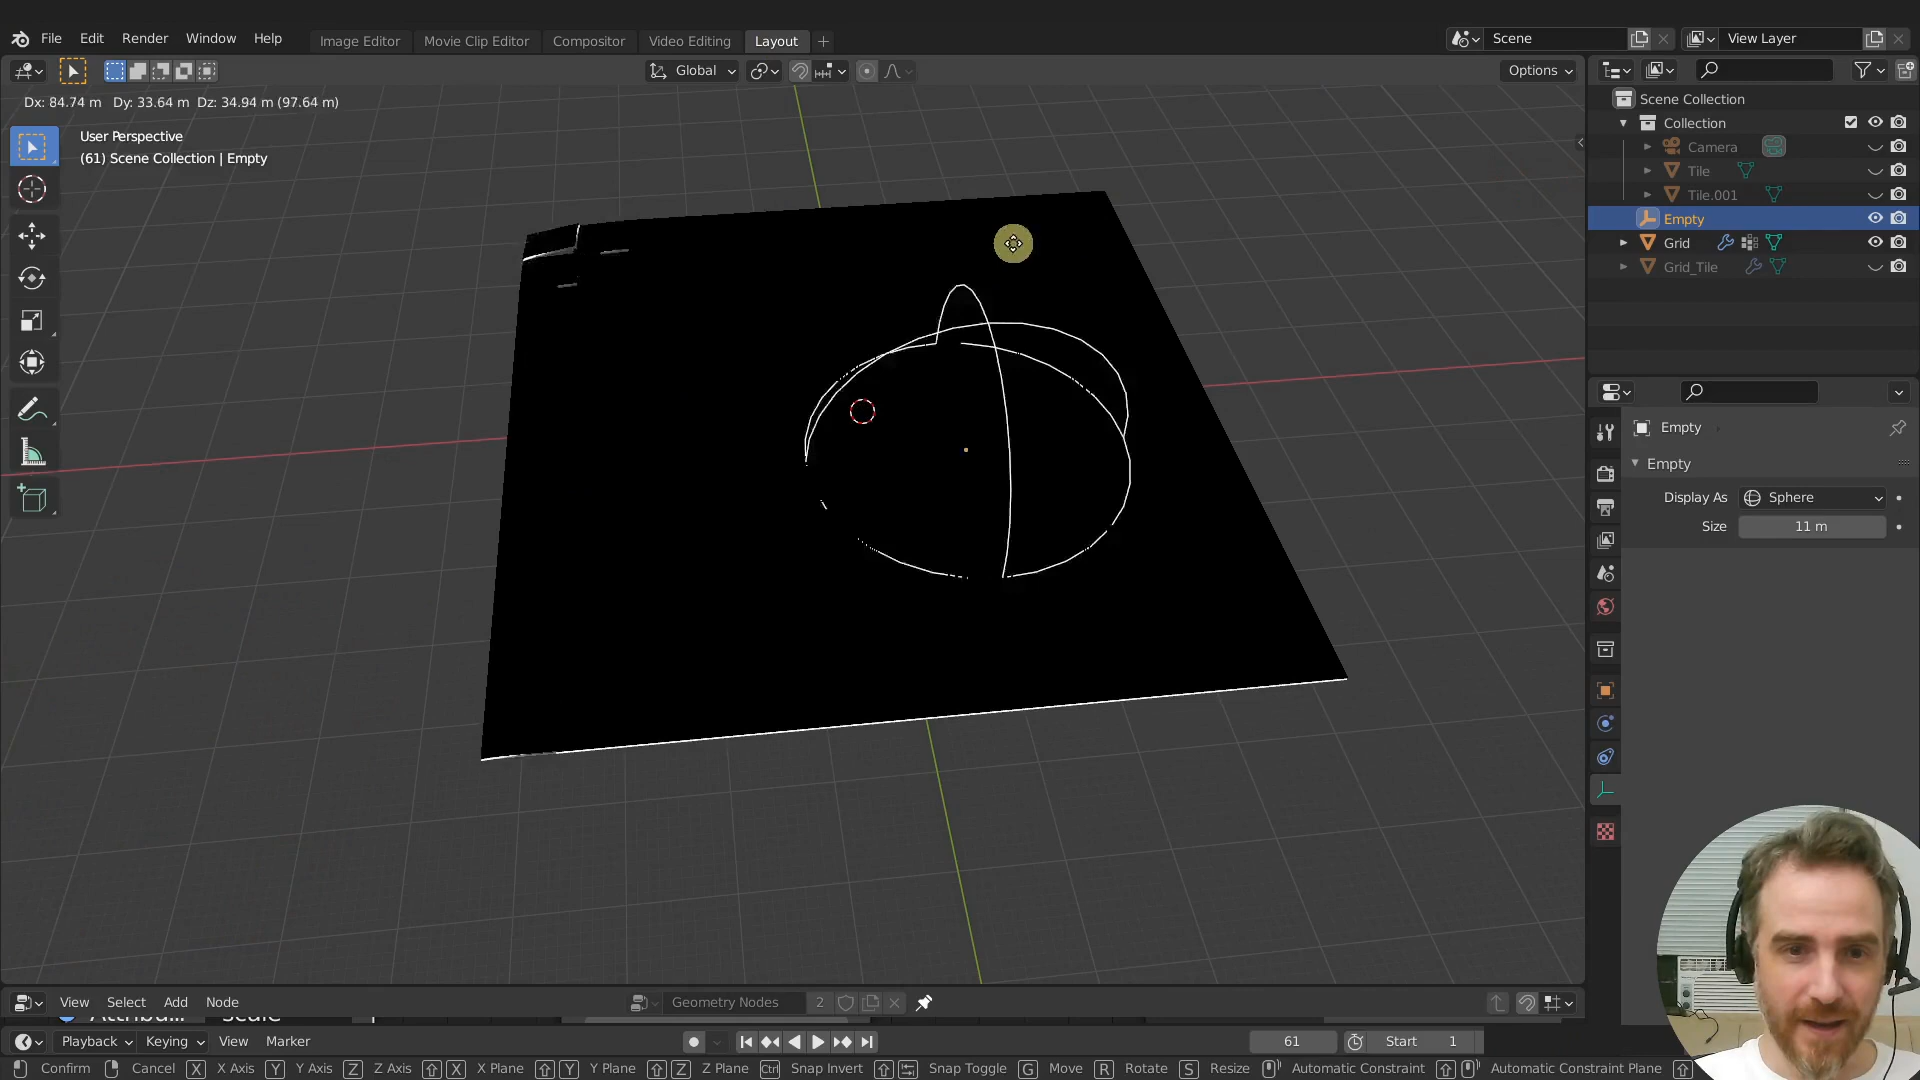 File Edit Render Window Help Image Editor Movie Clip Editor Compositor Video Editing Layout Scene View Layer
Global Options
Dx: 84.74 m Dy: 33.64 m Dz: 34.94 m (97.64 m)
User Perspective
(61) Scene Collection | Empty
Scene Collection
Collection
Camera
Tile
Tile.001
Empty
Grid
Grid_Tile
Empty
Empty
Display As Sphere
Size 11 m
View Select Add Node Geometry Nodes 2
Attribu... scale
Playback Keying View Marker 61 Start 1
Confirm Cancel X X Axis Y Y Axis Z Z Axis X X Plane Y Y Plane Z Z Plane Ctrl Snap Invert Snap Toggle G Move R Rotate S Resize Automatic Constraint Automatic Constraint Plane